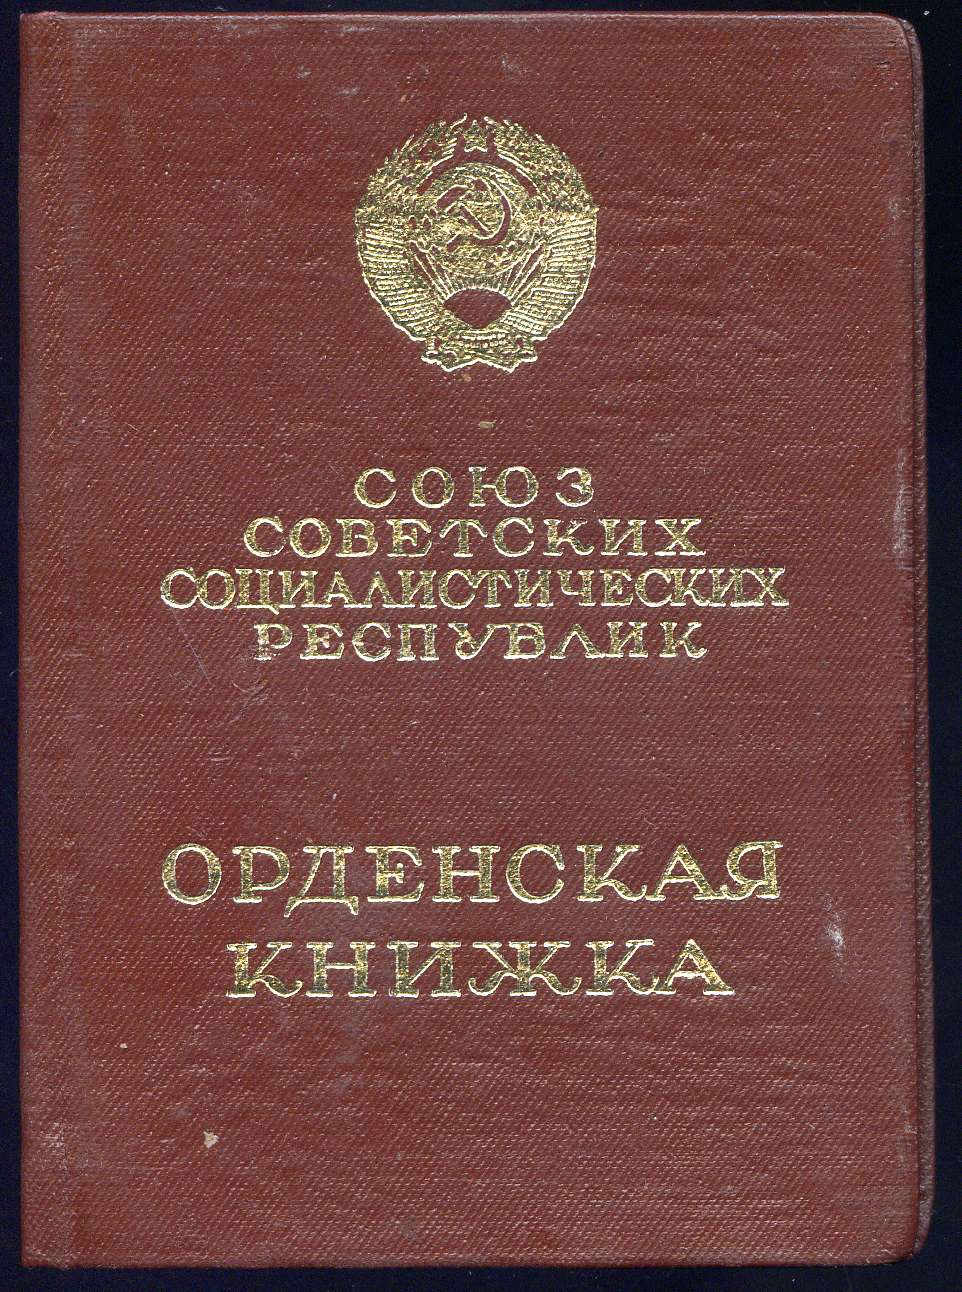 СОЮЗ
СОВЕТСКИХ
СОЦИАЛИСТИЧЕСКИХ
РЕСПУБЛИК
ОРДЕНСКАЯ
КНИЖКА